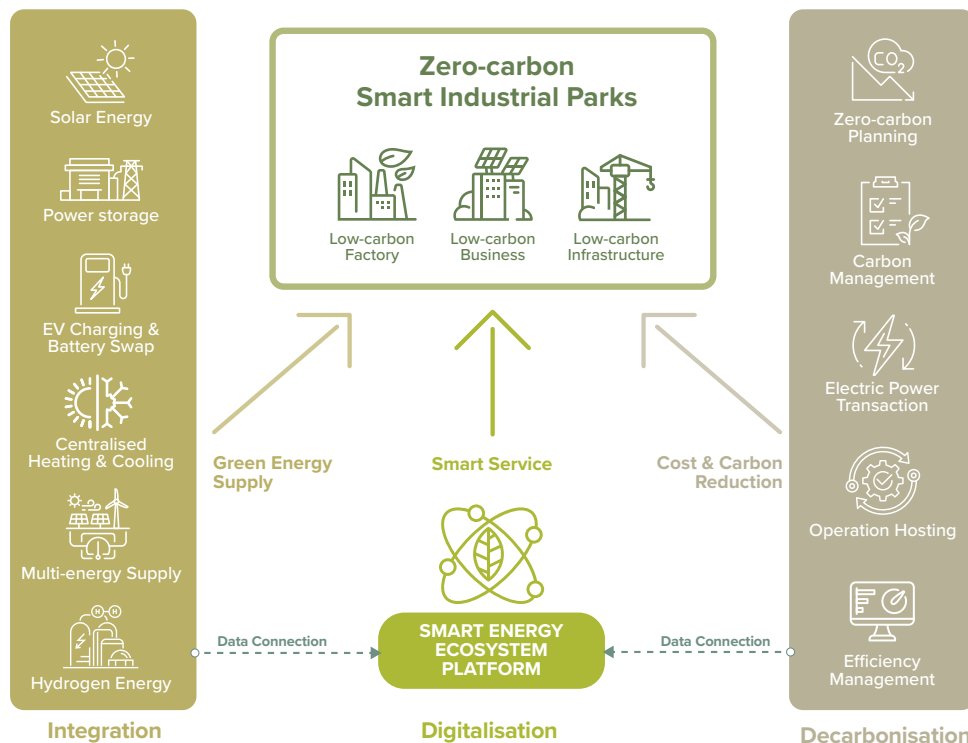 Solar Energy
Power storage
EV Charging &
Battery Swap
Centralised
Heating & Cooling
Multi-energy Supply
H H
Hydrogen Energy
Integration
Zero-carbon
Smart Industrial Parks
Low-carbon
Factory
Low-carbon
Business
Low-carbon
Infrastructure
Green Energy
Supply
Smart Service
Cost & Carbon
Reduction
Data Connection
SMART ENERGY
ECOSYSTEM
PLATFORM
Data Connection
Digitalisation
CO2
Zero-carbon
Planning
Carbon
Management
Electric Power
Transaction
Operation Hosting
Efficiency
Management
Decarbonisation